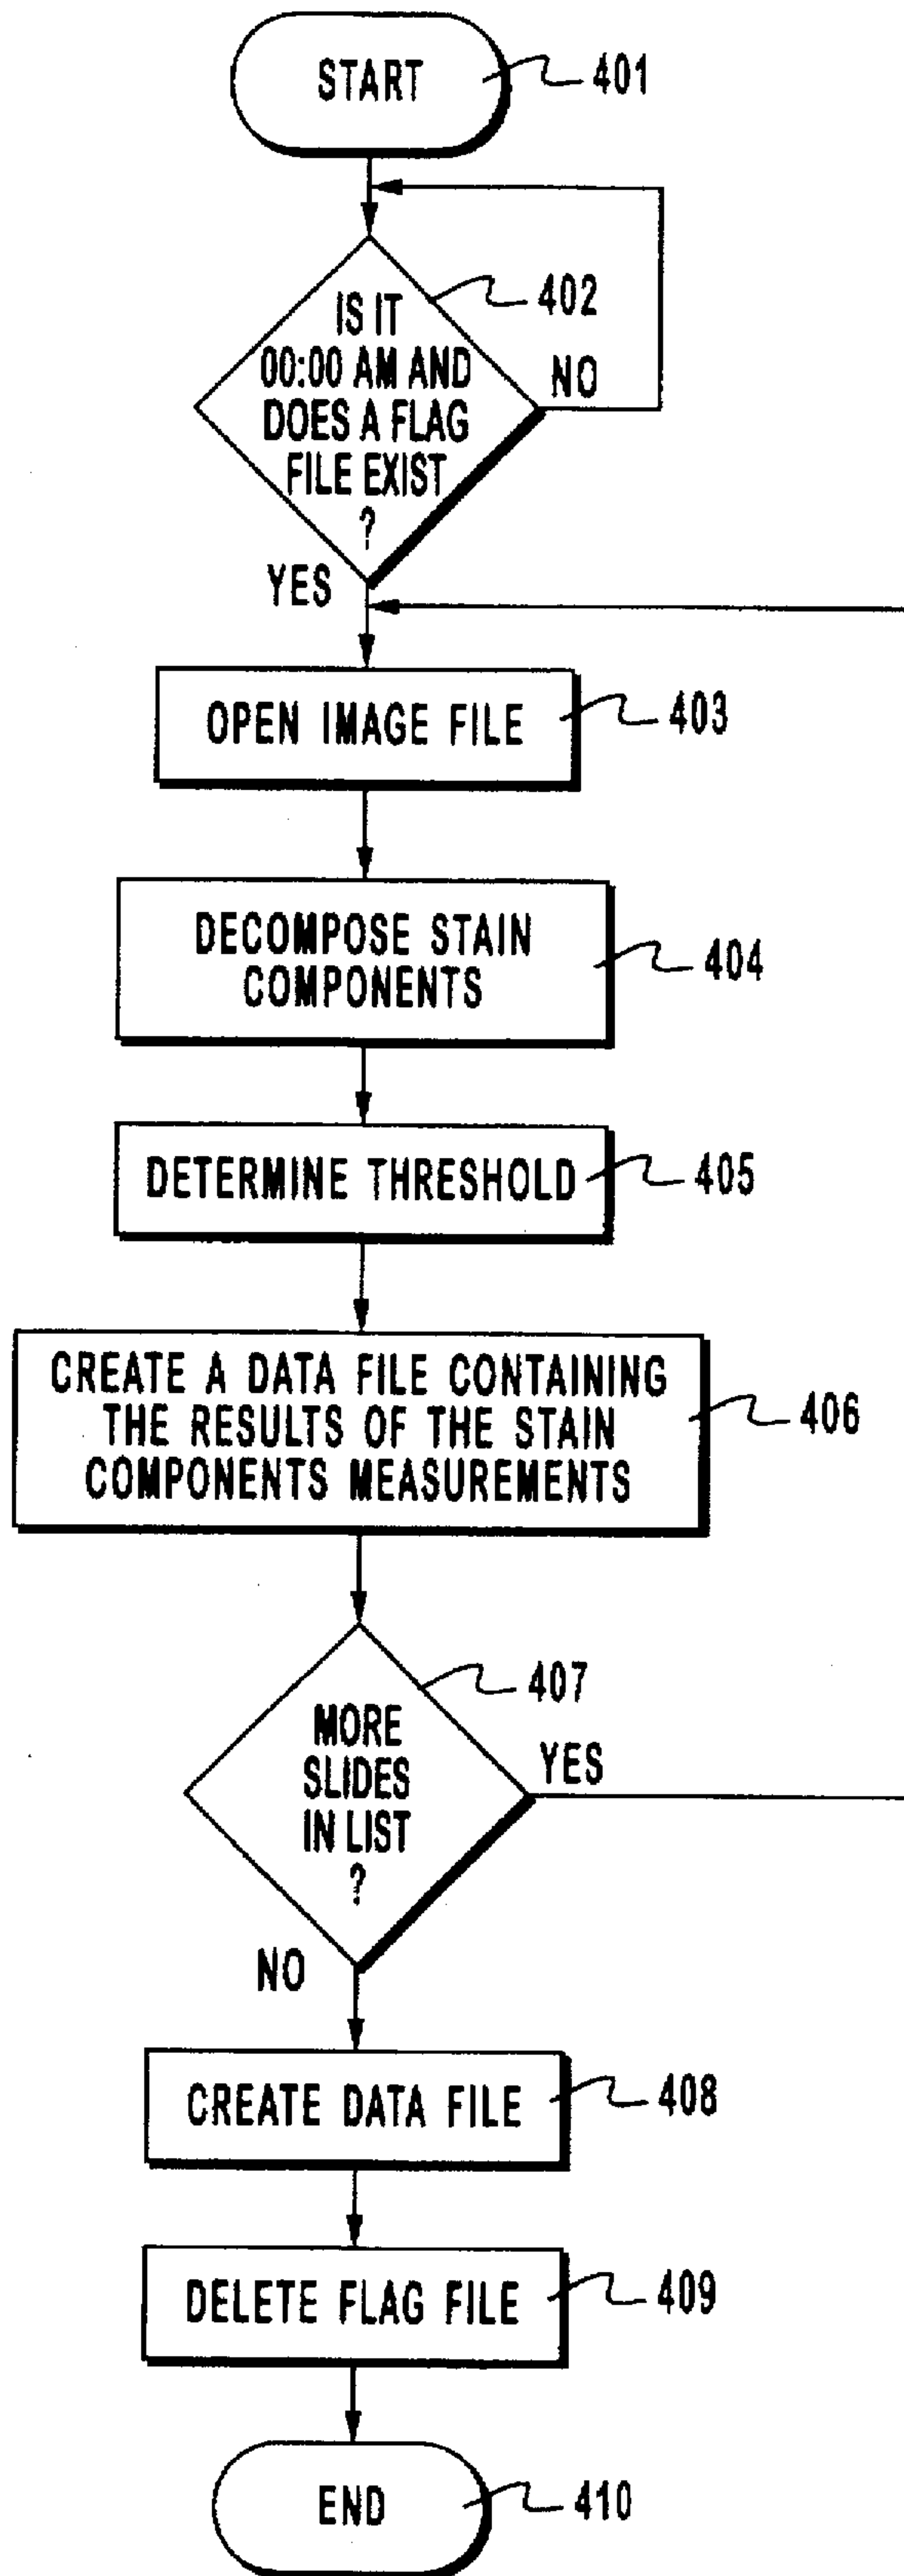 START
401
IS IT
00:00 AM AND
DOES A FLAG
FILE EXIST
?
402
NO
YES
OPEN IMAGE FILE
403
DECOMPOSE STAIN
COMPONENTS
404
DETERMINE THRESHOLD
405
CREATE A DATA FILE CONTAINING
THE RESULTS OF THE STAIN
COMPONENTS MEASUREMENTS
406
MORE
SLIDES
IN LIST
?
407
YES
NO
CREATE DATA FILE
408
DELETE FLAG FILE
409
END
410